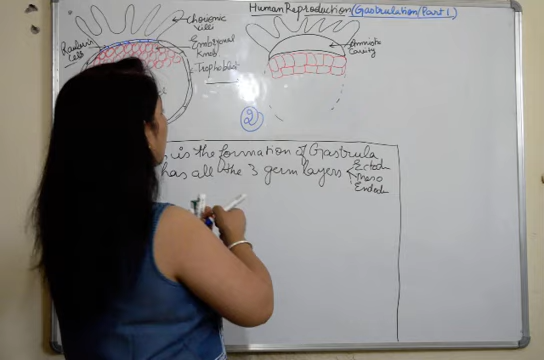 Human Reproduction (Gastrulation/Part 1)
Chorionic
villi
Rauber's
cells
Embryonal
Knob
Trophoblast
Amniotic
Cavity
2
is the formation of Gastrula
has all the 3 germ layers
Ecto
Meso
Endo